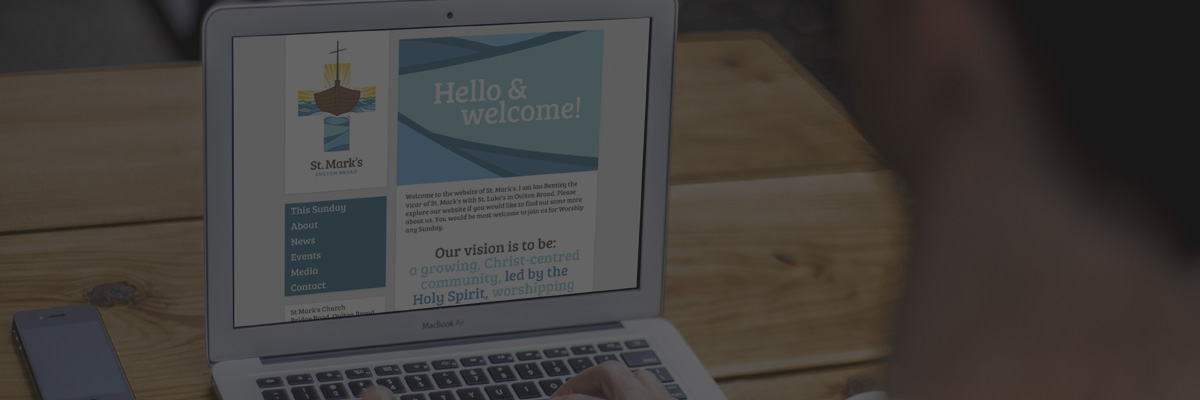 St. Mark's
OULTON BROAD
This Sunday
About
News
Events
Media
Contact
St Mark's Church
Bridge Road, Oulton Broad
Hello &
welcome!
Welcome to the website of St. Mark's. I am Ian Bentley the
vicar of St. Mark's with St. Luke's in Oulton Broad. Please
explore our website if you would like to find out some more
about us. You would be most welcome to join us for Worship
any Sunday.
Our vision is to be:
a growing, Christ-centred
community, led by the
Holy Spirit, worshipping
MacBook Air